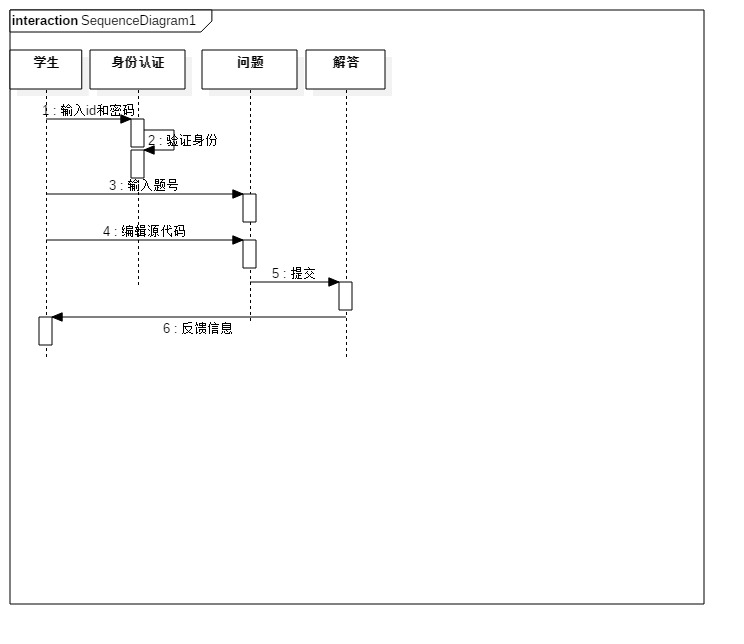 interaction SequenceDiagram1
学生 身份认证 问题 解答
1 : 输入id和密码
2 : 验证身份
3 : 输入题号
4 : 编辑源代码
5 : 提交
6 : 反馈信息